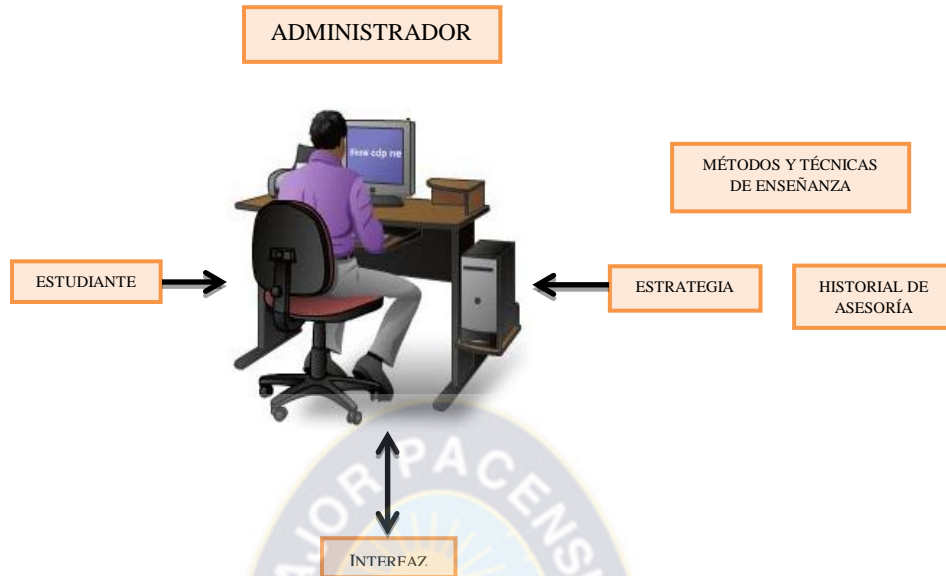 ADMINISTRADOR
MÉTODOS Y TÉCNICAS
DE ENSEÑANZA
ESTUDIANTE
ESTRATEGIA
HISTORIAL DE
ASESORÍA
INTERFAZ